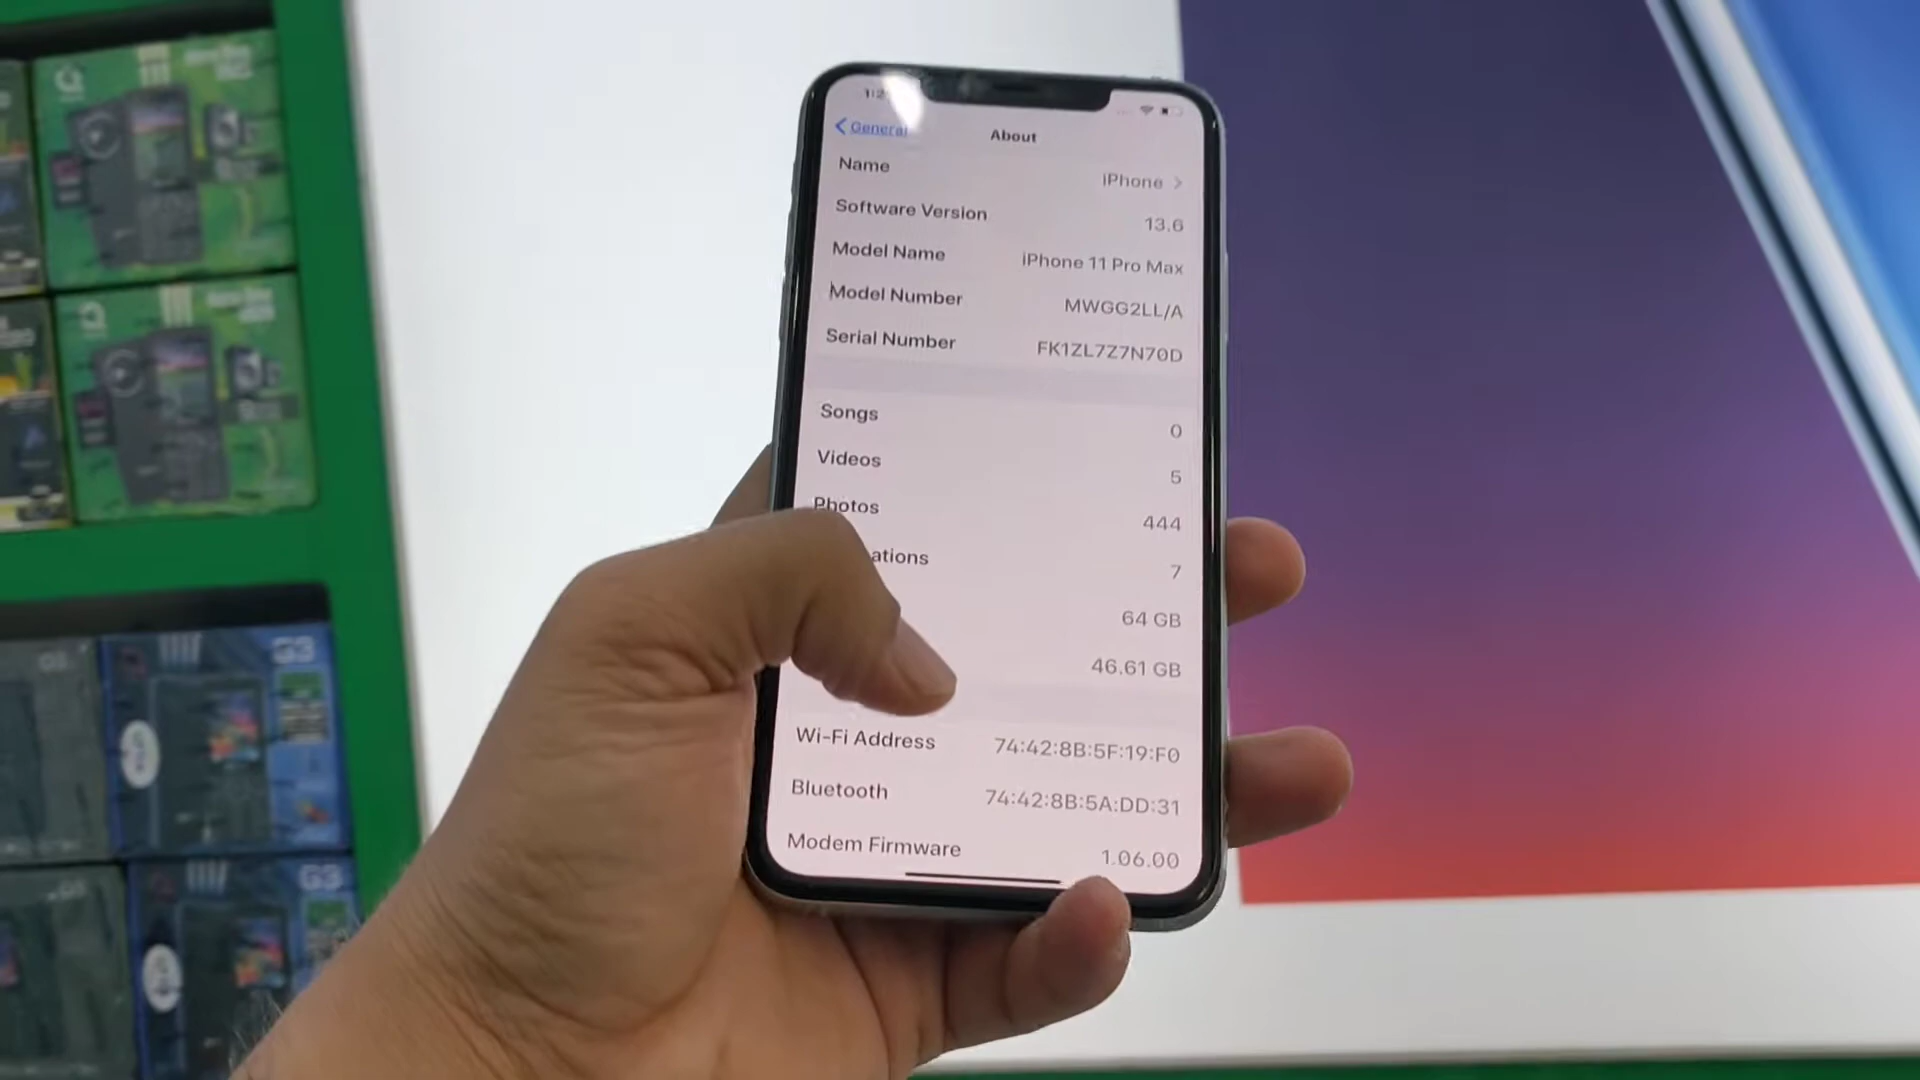 General
About
Name iPhone
Software Version 13.6
Model Name iPhone 11 Pro Max
Model Number MWGG2LL/A
Serial Number FK1ZL7Z7N70D
Songs 0
Videos 5
Photos 444
ations 7
64 GB
46.61 GB
Wi-Fi Address 74:42:8B:5F:19:F0
Bluetooth 74:42:8B:5A:DD:31
Modem Firmware 1.06.00
G3
G3